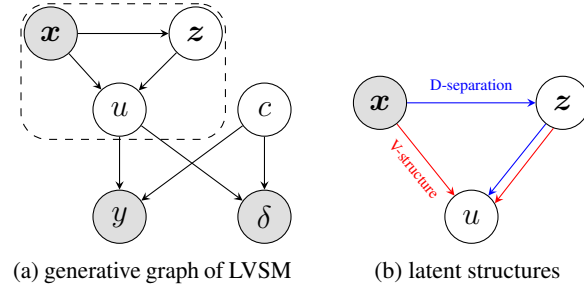 x z
u c
y δ
(a) generative graph of LVSM
D-separation
x z
V-structure
u
(b) latent structures